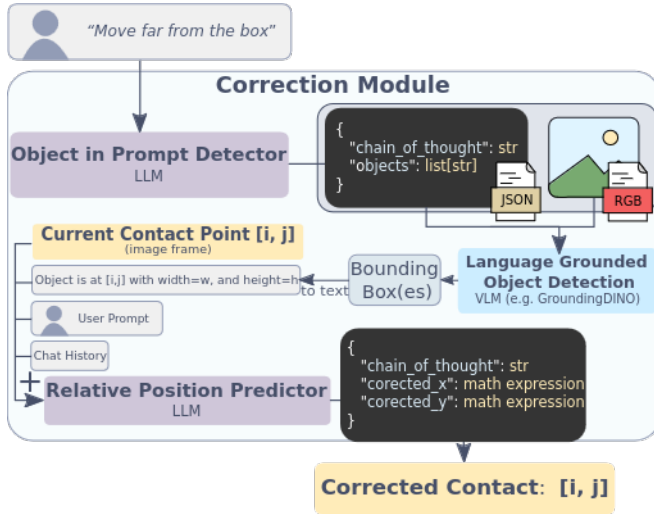 “Move far from the box”
Correction Module
Object in Prompt Detector
LLM
{
"chain_of_thought": str
"objects": list[str]
}
JSON
RGB
Current Contact Point [i, j]
(image frame)
Language Grounded
Object Detection
VLM (e.g. GroundingDINO)
Bounding
Box(es)
to text
Object is at [i,j] with width=w, and height=h
User Prompt
Chat History
+
Relative Position Predictor
LLM
{
"chain_of_thought": str
"corected_x": math expression
"corected_y": math expression
}
Corrected Contact: [i, j]